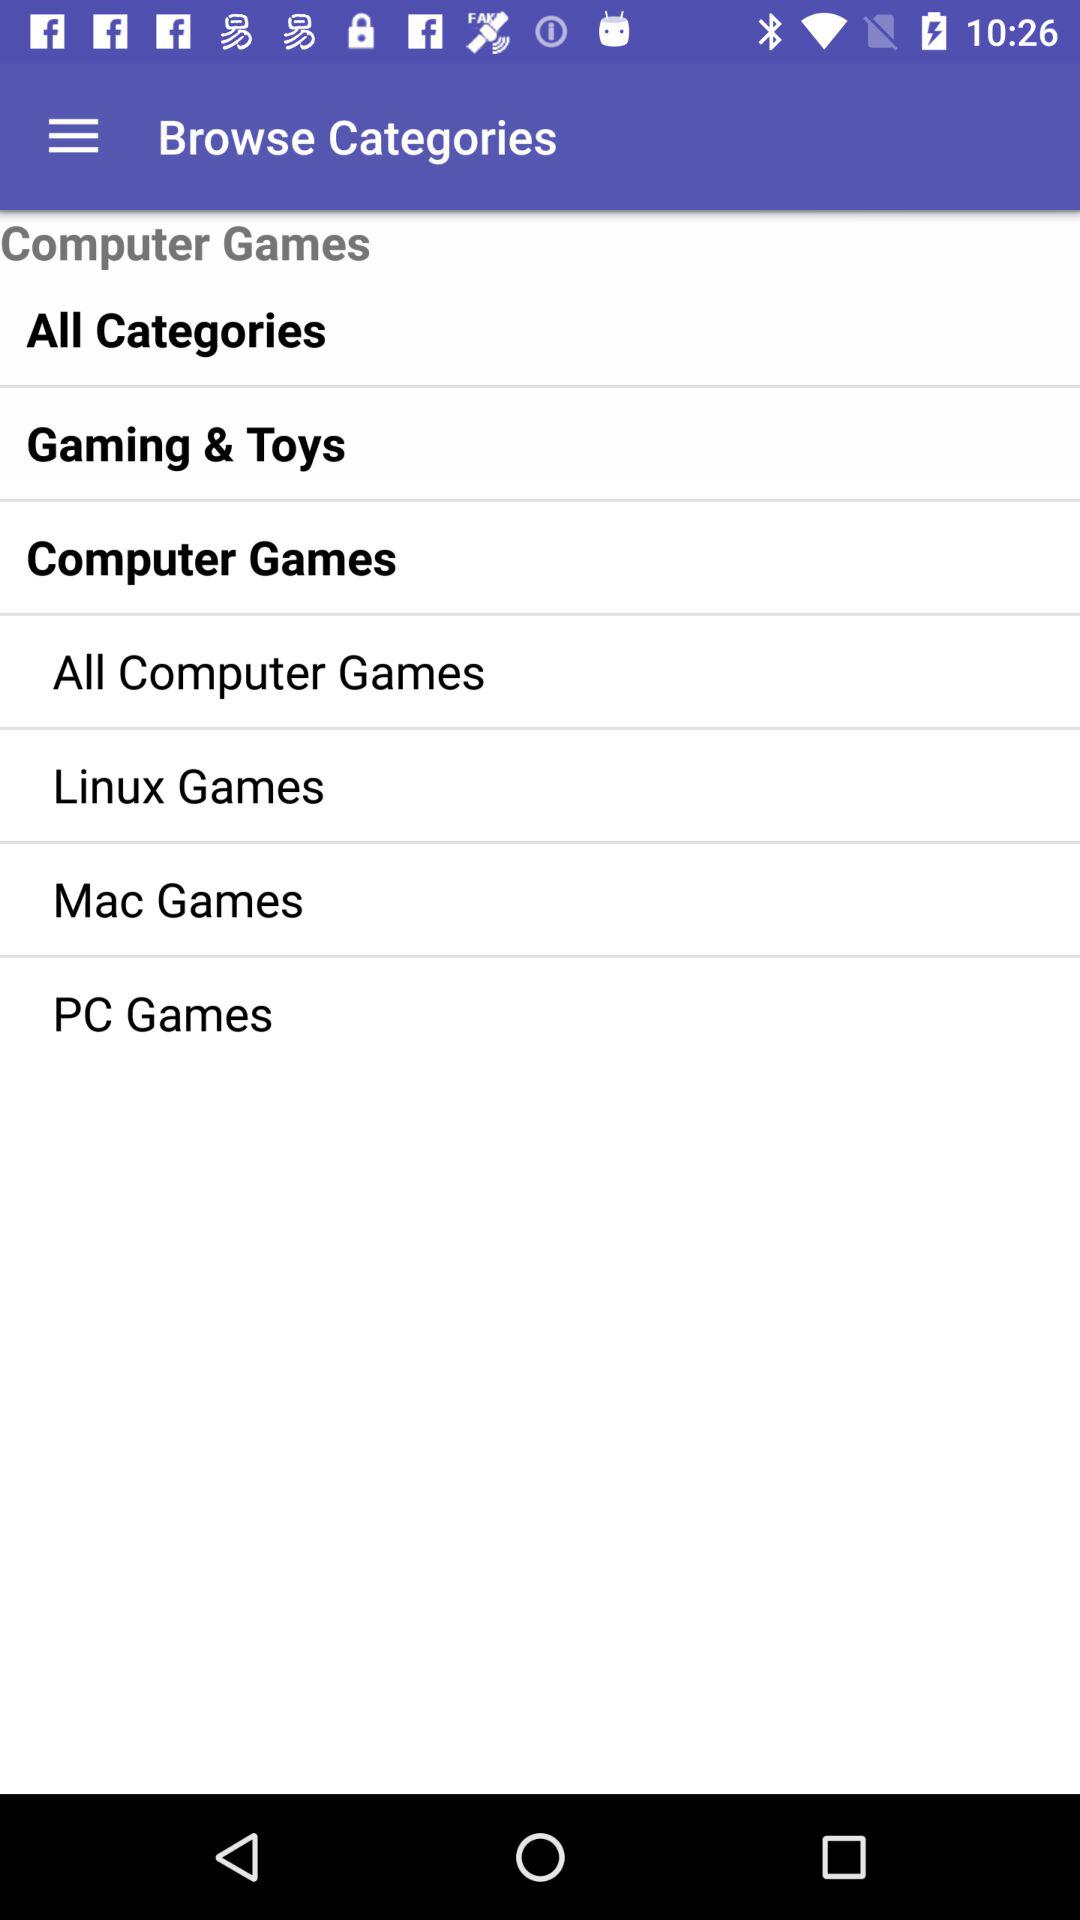 FAKE 10:26
Browse Categories
Computer Games
All Categories
Gaming & Toys
Computer Games
All Computer Games
Linux Games
Mac Games
PC Games